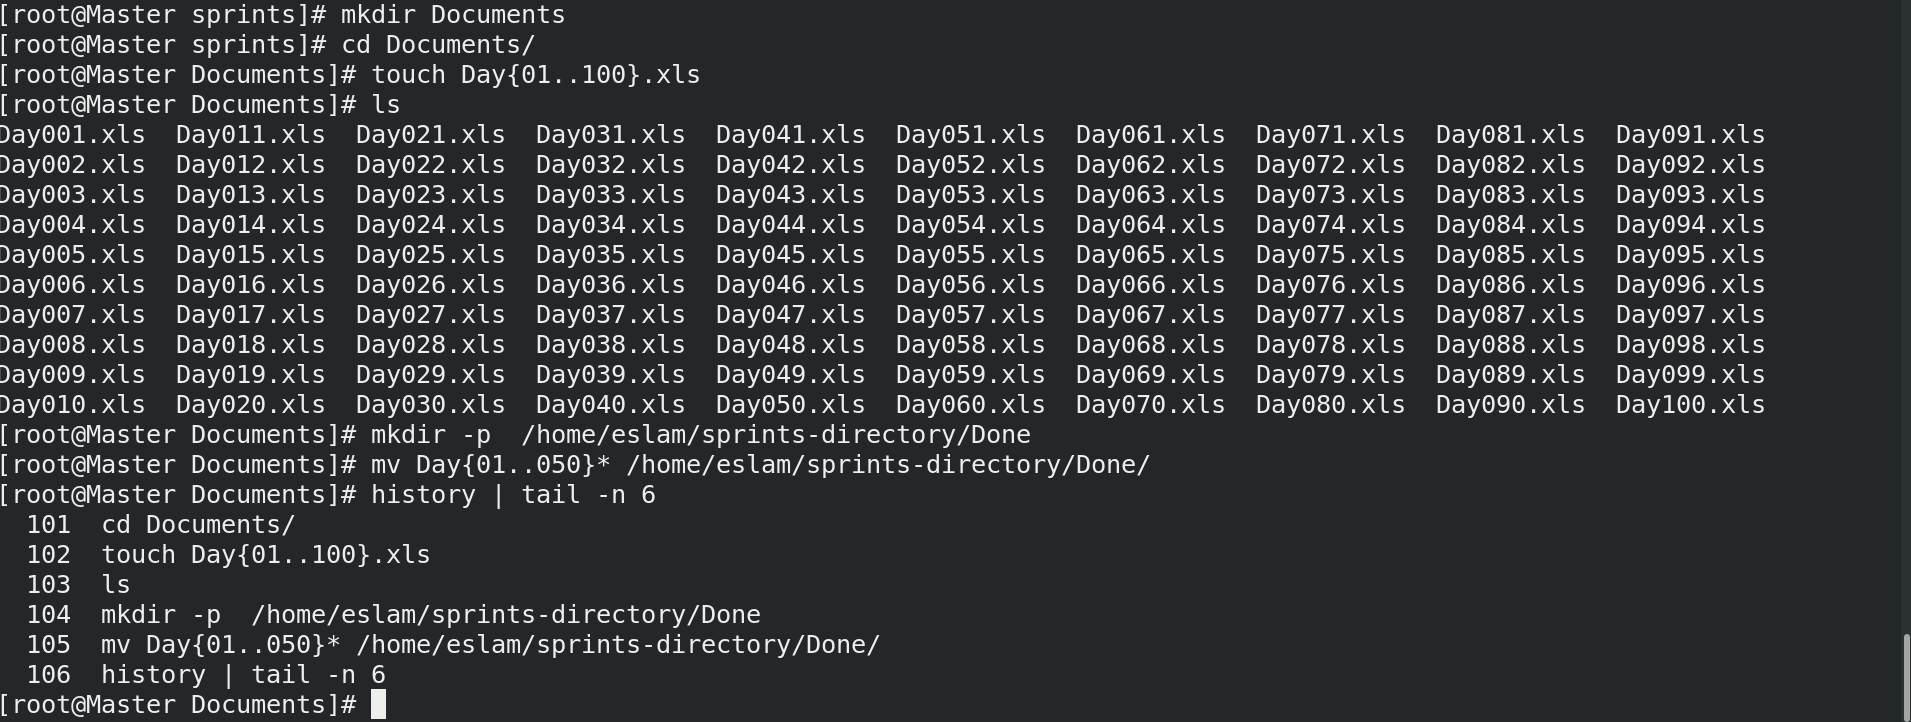 [root@Master sprints]# mkdir Documents
[root@Master sprints]# cd Documents/
[root@Master Documents]# touch Day{01..100}.xls
[root@Master Documents]# ls
Day001.xls  Day011.xls  Day021.xls  Day031.xls  Day041.xls  Day051.xls  Day061.xls  Day071.xls  Day081.xls  Day091.xls
Day002.xls  Day012.xls  Day022.xls  Day032.xls  Day042.xls  Day052.xls  Day062.xls  Day072.xls  Day082.xls  Day092.xls
Day003.xls  Day013.xls  Day023.xls  Day033.xls  Day043.xls  Day053.xls  Day063.xls  Day073.xls  Day083.xls  Day093.xls
Day004.xls  Day014.xls  Day024.xls  Day034.xls  Day044.xls  Day054.xls  Day064.xls  Day074.xls  Day084.xls  Day094.xls
Day005.xls  Day015.xls  Day025.xls  Day035.xls  Day045.xls  Day055.xls  Day065.xls  Day075.xls  Day085.xls  Day095.xls
Day006.xls  Day016.xls  Day026.xls  Day036.xls  Day046.xls  Day056.xls  Day066.xls  Day076.xls  Day086.xls  Day096.xls
Day007.xls  Day017.xls  Day027.xls  Day037.xls  Day047.xls  Day057.xls  Day067.xls  Day077.xls  Day087.xls  Day097.xls
Day008.xls  Day018.xls  Day028.xls  Day038.xls  Day048.xls  Day058.xls  Day068.xls  Day078.xls  Day088.xls  Day098.xls
Day009.xls  Day019.xls  Day029.xls  Day039.xls  Day049.xls  Day059.xls  Day069.xls  Day079.xls  Day089.xls  Day099.xls
Day010.xls  Day020.xls  Day030.xls  Day040.xls  Day050.xls  Day060.xls  Day070.xls  Day080.xls  Day090.xls  Day100.xls
[root@Master Documents]# mkdir -p  /home/eslam/sprints-directory/Done
[root@Master Documents]# mv Day{01..050}* /home/eslam/sprints-directory/Done/
[root@Master Documents]# history | tail -n 6
  101  cd Documents/
  102  touch Day{01..100}.xls
  103  ls
  104  mkdir -p  /home/eslam/sprints-directory/Done
  105  mv Day{01..050}* /home/eslam/sprints-directory/Done/
  106  history | tail -n 6
[root@Master Documents]#